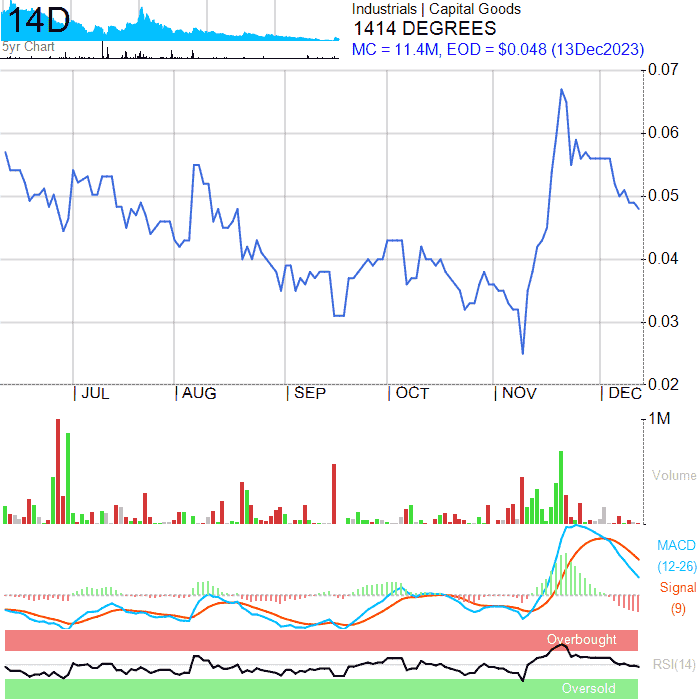 14D
5yr Chart
Industrials | Capital Goods
1414 DEGREES
MC = 11.4M, EOD = $0.048 (13Dec2023)
0.07
0.06
0.05
0.04
0.03
0.02
| JUL | AUG | SEP | OCT | NOV | DEC
1M
Volume
MACD
(12-26)
Signal
(9)
Overbought
RSI(14)
Oversold